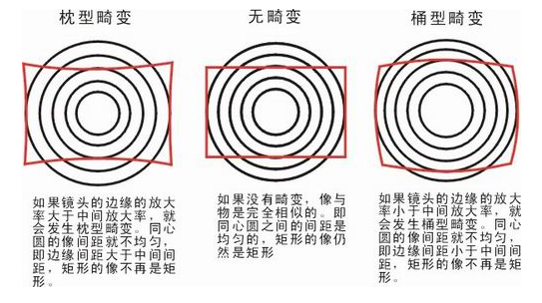 枕型畸变
无畸变
桶型畸变
如果镜头的边缘的放大
率大于中间放大率，就
会发生枕型畸变。同心
圆的像间距就不均匀，
即边缘间距大于中间间
距，矩形的像不再是矩
形。
如果没有畸变，像与
物是完全相似的。即
同心圆之间的间距是
均匀的，矩形的像仍
然是矩形
如果镜头的边缘的放大
率小于中间放大率，就
会发生桶型畸变。同心
圆的像间距就不均匀，
即边缘间距小于中间间
距，矩形的像不再是矩
形。